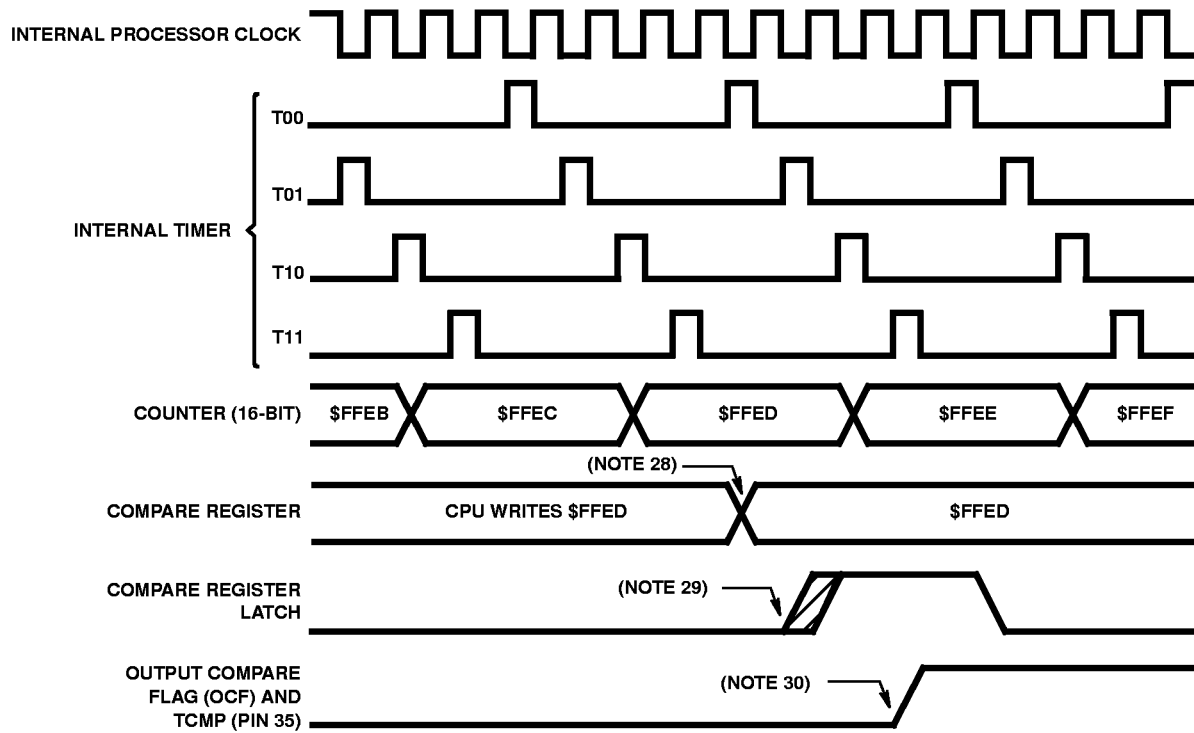 INTERNAL PROCESSOR CLOCK
T00
T01
INTERNAL TIMER
T10
T11
COUNTER (16-BIT)
$FFEB
$FFEC
$FFED
$FFEE
$FFEF
(NOTE 28)
COMPARE REGISTER
CPU WRITES $FFED
$FFED
COMPARE REGISTER
LATCH
(NOTE 29)
OUTPUT COMPARE
FLAG (OCF) AND
TCMP (PIN 35)
(NOTE 30)